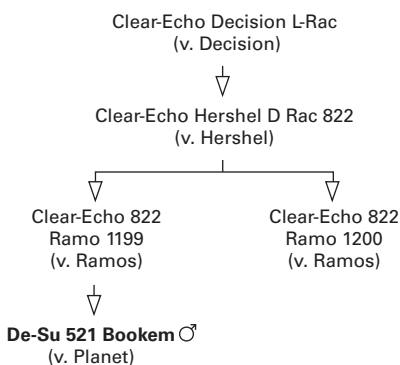 Clear-Echo Decision L-Rac
(v. Decision)
Clear-Echo Hershel D Rac 822
(v. Hershel)
Clear-Echo 822
Ramo 1199
(v. Ramos)
Clear-Echo 822
Ramo 1200
(v. Ramos)
De-Su 521 Bookem ♂
(v. Planet)